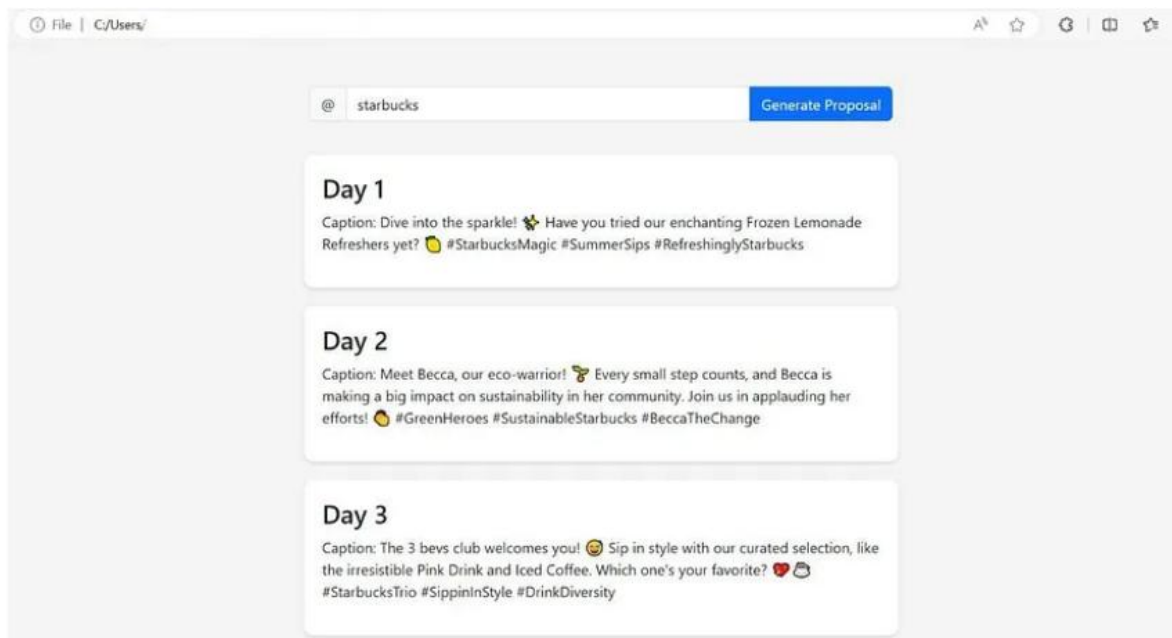 File | C:/Users/
@ starbucks Generate Proposal
Day 1
Caption: Dive into the sparkle! ✨ Have you tried our enchanting Frozen Lemonade
Refreshers yet? 🍋 #StarbucksMagic #SummerSips #RefreshinglyStarbucks
Day 2
Caption: Meet Becca, our eco-warrior! 🌱 Every small step counts, and Becca is
making a big impact on sustainability in her community. Join us in applauding her
efforts! 👏 #GreenHeroes #SustainableStarbucks #BeccaTheChange
Day 3
Caption: The 3 bevs club welcomes you! 😅 Sip in style with our curated selection, like
the irresistible Pink Drink and Iced Coffee. Which one's your favorite? 💖☕
#StarbucksTrio #SippinInStyle #DrinkDiversity